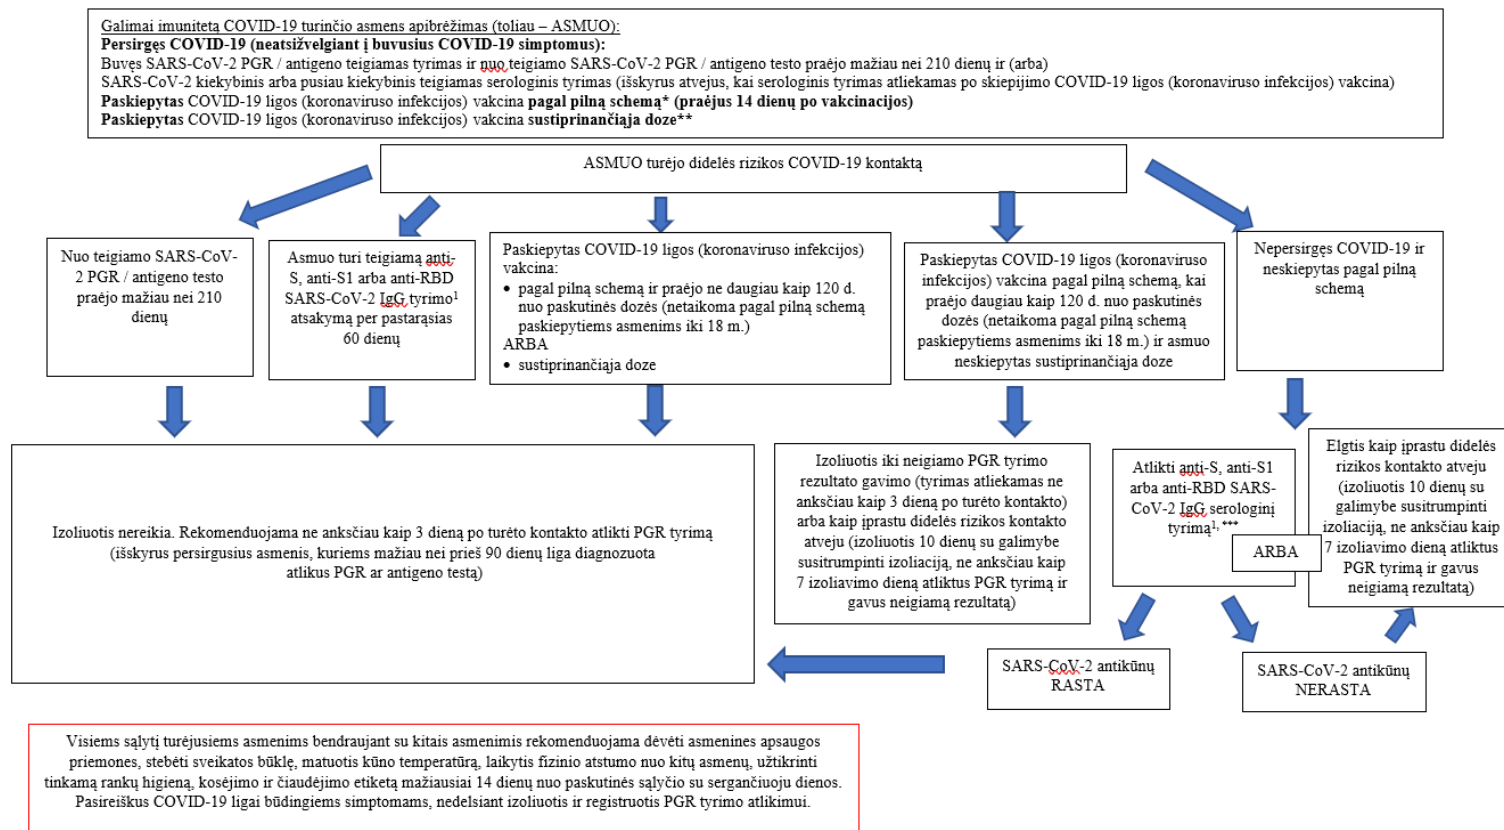 Galimai imunitetą COVID-19 turinčio asmens apibrėžimas (toliau – ASMUO):
Persirgęs COVID-19 (neatsižvelgiant į buvusius COVID-19 simptomus):
Buvęs SARS-CoV-2 PGR / antigeno teigiamas tyrimas ir nuo teigiamo SARS-CoV-2 PGR / antigeno testo praėjo mažiau nei 210 dienų ir (arba)
SARS-CoV-2 kiekybinis arba pusiau kiekybinis teigiamas serologinis tyrimas (išskyrus atvejus, kai serologinis tyrimas atliekamas po skiepijimo COVID-19 ligos (koronaviruso infekcijos) vakcina)
Paskiepytas COVID-19 ligos (koronaviruso infekcijos) vakcina pagal pilną schemą* (praėjus 14 dienų po vakcinacijos)
Paskiepytas COVID-19 ligos (koronaviruso infekcijos) vakcina sustiprinančiąja doze**
ASMUO turėjo didelės rizikos COVID-19 kontaktą
Nuo teigiamo SARS-CoV-
2 PGR / antigeno testo
praėjo mažiau nei 210
dienų
Asmuo turi teigiamą anti-
S, anti-S1 arba anti-RBD
SARS-CoV-2 IgG tyrimo¹
atsakymą per pastarąsias
60 dienų
Paskiepytas COVID-19 ligos (koronaviruso infekcijos)
vakcina:
• pagal pilną schemą ir praėjo ne daugiau kaip 120 d.
nuo paskutinės dozės (netaikoma pagal pilną schemą
paskiepytiems asmenims iki 18 m.)
ARBA
• sustiprinančiąja doze
Paskiepytas COVID-19 ligos (koronaviruso
infekcijos) vakcina pagal pilną schemą, kai
praėjo daugiau kaip 120 d. nuo paskutinės
dozės (netaikoma pagal pilną schemą
paskiepytiems asmenims iki 18 m.) ir asmuo
neskiepytas sustiprinančiąja doze
Nepersirgęs COVID-19 ir
neskiepytas pagal pilną
schemą
Izoliuotis nereikia. Rekomenduojama ne anksčiau kaip 3 dieną po turėto kontakto atlikti PGR tyrimą
(išskyrus persirgusius asmenis, kuriems mažiau nei prieš 90 dienų liga diagnozuota
atlikus PGR ar antigeno testą)
Izoliuotis iki neigiamo PGR tyrimo
rezultato gavimo (tyrimas atliekamas ne
anksčiau kaip 3 dieną po turėto kontakto)
arba kaip įprastu didelės rizikos kontakto
atveju (izoliuotis 10 dienų su galimybe
susitrumpinti izoliaciją, ne anksčiau kaip
7 izoliavimo dieną atliktus PGR tyrimą ir
gavus neigiamą rezultatą)
Atlikti anti-S, anti-S1
arba anti-RBD SARS-
CoV-2 IgG serologinį
tyrimą¹, ***
ARBA
Elgtis kaip įprastu didelės
rizikos kontakto atveju
(izoliuotis 10 dienų su
galimybe susitrumpinti
izoliaciją, ne anksčiau kaip
7 izoliavimo dieną atliktus
PGR tyrimą ir gavus
neigiamą rezultatą)
SARS-CoV-2 antikūnų
RASTA
SARS-CoV-2 antikūnų
NERASTA
Visiems sąlytį turėjusiems asmenims bendraujant su kitais asmenimis rekomenduojama dėvėti asmenines apsaugos
priemones, stebėti sveikatos būklę, matuotis kūno temperatūrą, laikytis fizinio atstumo nuo kitų asmenų, užtikrinti
tinkamą rankų higieną, kosėjimo ir čiaudėjimo etiketą mažiausiai 14 dienų nuo paskutinės sąlyčio su sergančiuoju dienos.
Pasireiškus COVID-19 ligai būdingiems simptomams, nedelsiant izoliuotis ir registruotis PGR tyrimo atlikimui.